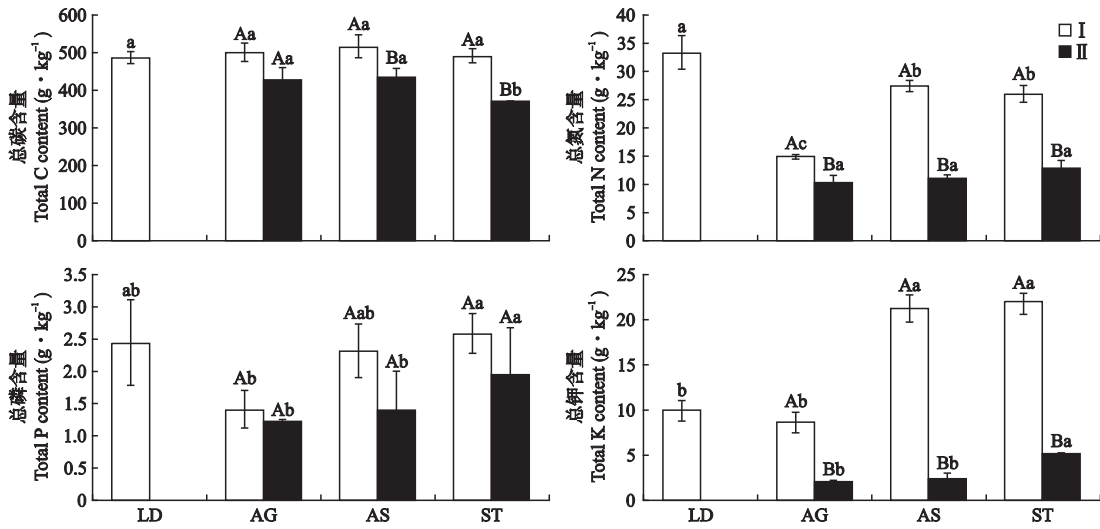 总碳含量
Total C content (g·kg⁻¹)
600
500
400
300
400
200
100
0
a
Aa
Aa
Aa
Ba
Aa
Bb
总氮含量
Total N content (g·kg⁻¹)
40
35
30
25
20
15
10
5
0
a
Ac
Ba
Ab
Ba
Ab
Ba
I
II
总磷含量
Total P content (g·kg⁻¹)
3.5
3.0
2.5
2.0
1.5
1.0
0.5
0
ab
Ab
Ab
Aab
Ab
Aa
Aa
LD
AG
AS
ST
总钾含量
Total K content (g·kg⁻¹)
25
20
15
10
5
0
b
Ab
Bb
Aa
Bb
Aa
Ba
LD
AG
AS
ST